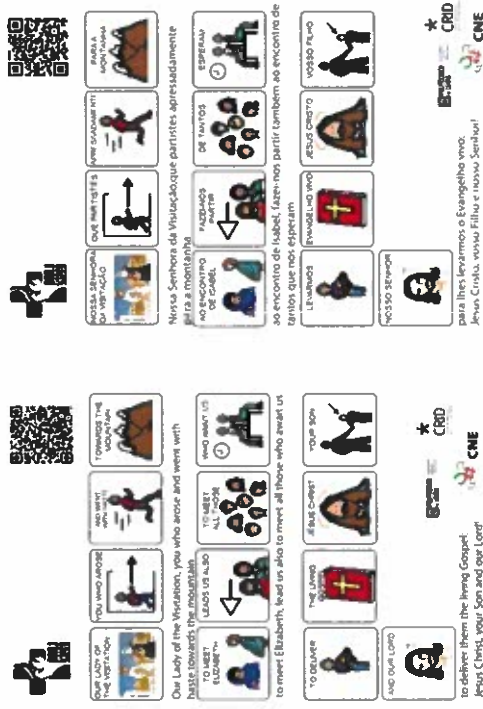 OUR LADY OF THE VISITATION
YOU WHO AROSE
AND WENT
TOWARDS THE MOUNTAIN
Our Lady of the Visitation, you who arose and went with
haste towards the mountain
TO MEET ELIZABETH
LEADS US ALSO
TO MEET ALL THOSE
WHO AWAIT US
to meet Elizabeth, lead us also to meet all those who await us
TO DELIVER
THE LIVING
JESUS CHRIST
YOUR SON
AND OUR LORD
to deliver them the living Gospel:
Jesus Christ, your Son and our Lord"
CRID
CNE
NOSSA SENHORA DA VISITAÇÃO
QUE PARTISTES
PARA A MONTANHA
Nossa Senhora da Visitação, que partistes apressadamente
para a montanha
AO ENCONTRO DE ISABEL
FAZEI-NOS PARTIR
DE TANTOS
ESPERAM
ao encontro de Isabel, fazei-nos partir também ao encontro de
tantos que nos esperam
LEVARMOS
EVANGELHO VIVO
JESUS CRISTO
VOSSO FILHO
NOSSO SENHOR
para lhes levarmos o Evangelho vivo:
Jesus Cristo, vosso Filho e nosso Senhor!
CRID
CNE